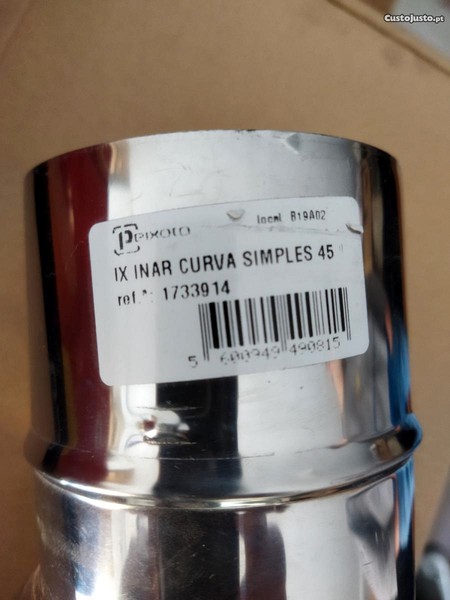 CustoJusto.pt
PEIXOTO
local B19A02
IX INAR CURVA SIMPLES 45 º
ref.ª: 1733914
5 600949 490815